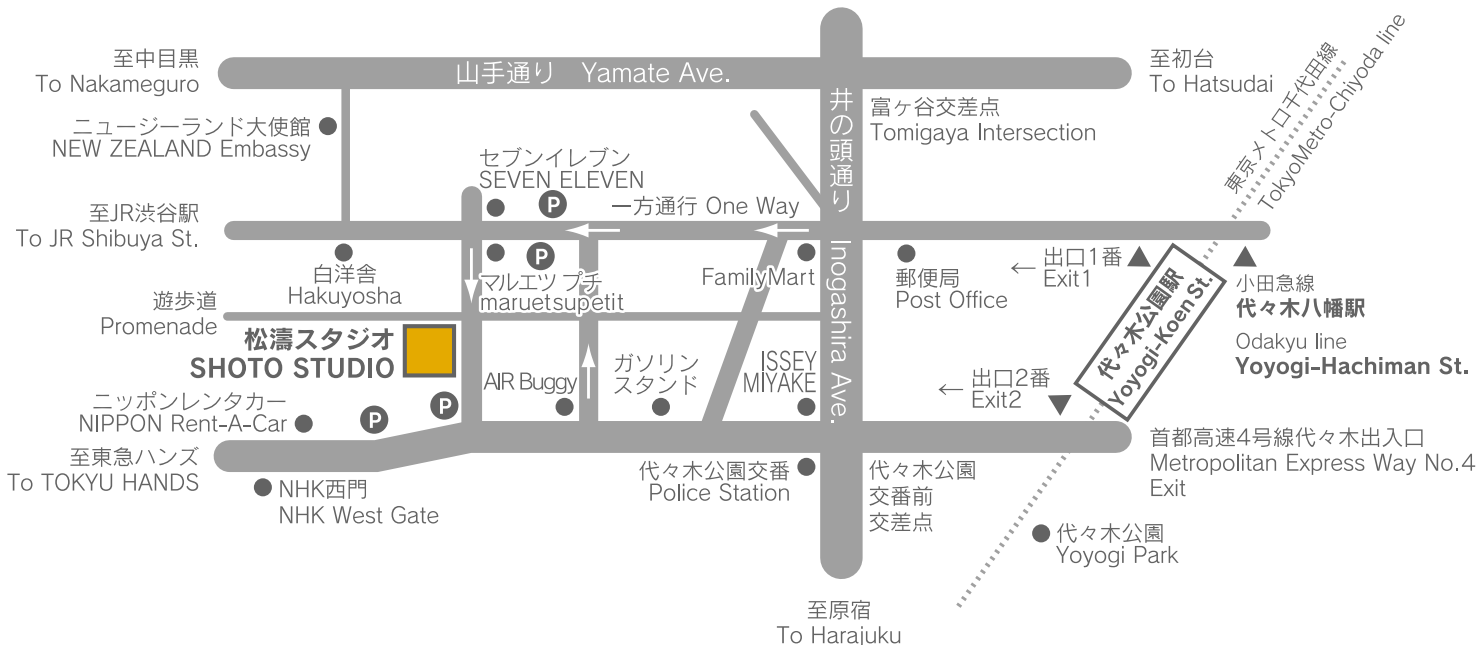 至中目黒
To Nakameguro
山手通り Yamate Ave.
至初台
To Hatsudai
東京メトロ千代田線
TokyoMetro-Chiyoda line
ニュージーランド大使館
NEW ZEALAND Embassy
井の頭通り Inogashira Ave.
富ヶ谷交差点
Tomigaya Intersection
セブンイレブン
SEVEN ELEVEN
P
一方通行 One Way
至JR渋谷駅
To JR Shibuya St.
白洋舎
Hakuyosha
P
マルエツ プチ
maruetsupetit
FamilyMart
郵便局
Post Office
← 出口1番
Exit1
代々木公園駅
Yoyogi-Koen St.
小田急線
代々木八幡駅
Odakyu line
Yoyogi-Hachiman St.
遊歩道
Promenade
松濤スタジオ
SHOTO STUDIO
AIR Buggy
ガソリン
スタンド
ISSEY
MIYAKE
← 出口2番
Exit2
ニッポンレンタカー
NIPPON Rent-A-Car
P
P
至東急ハンズ
To TOKYU HANDS
NHK西門
NHK West Gate
代々木公園交番
Police Station
代々木公園
交番前
交差点
首都高速4号線代々木出入口
Metropolitan Express Way No.4
Exit
代々木公園
Yoyogi Park
至原宿
To Harajuku